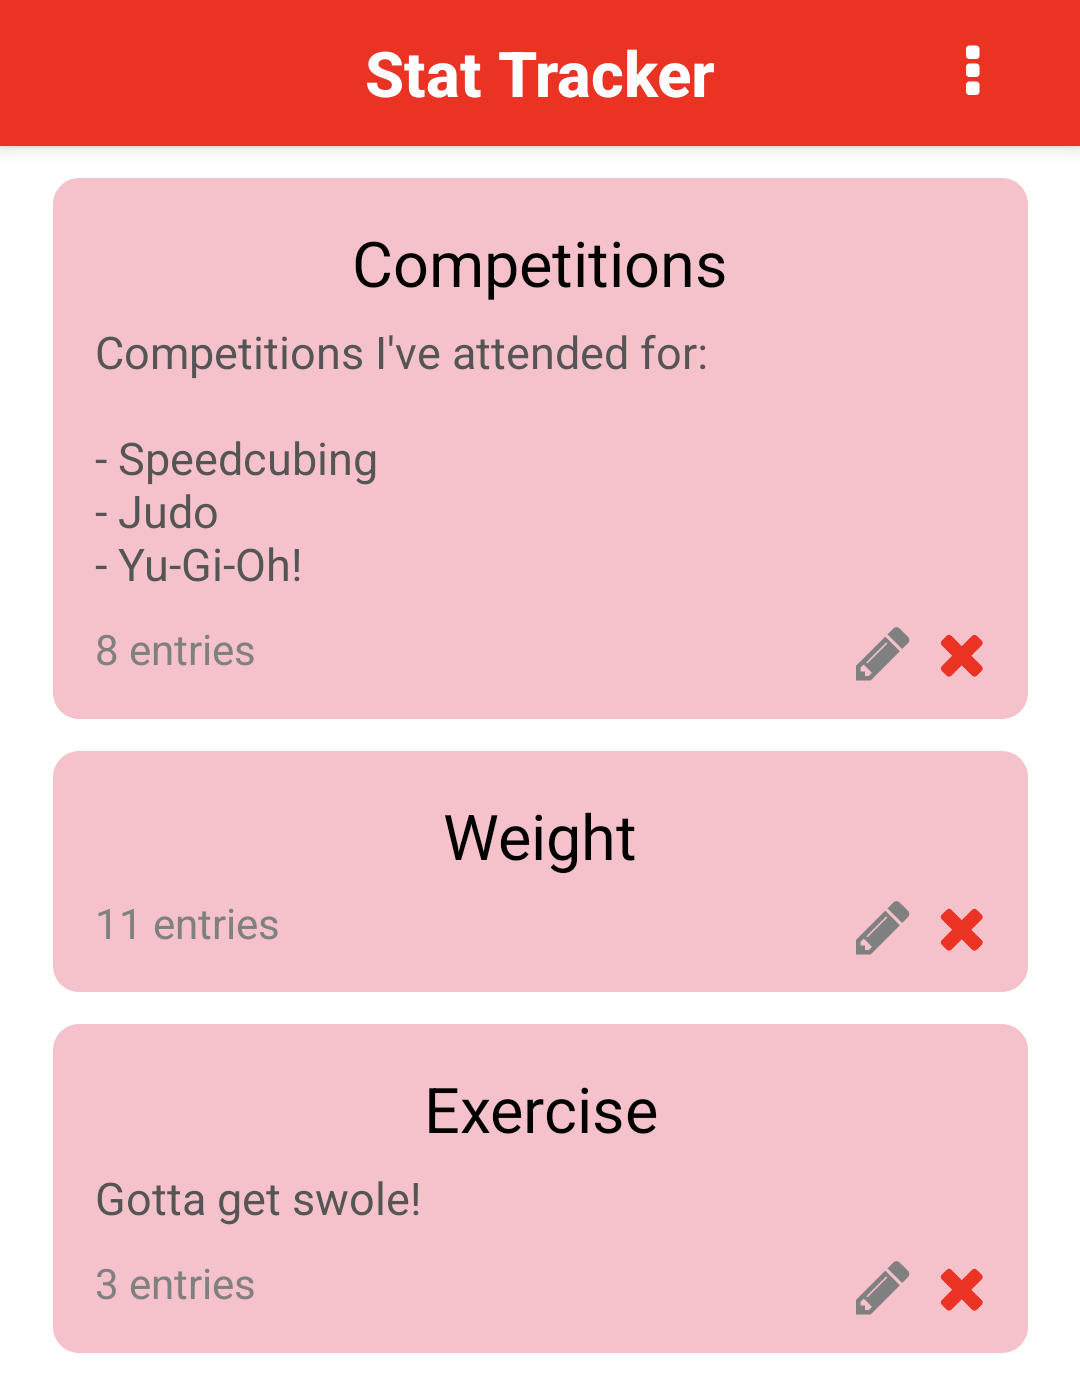 Stat Tracker
Competitions
Competitions I've attended for:
- Speedcubing
- Judo
- Yu-Gi-Oh!
8 entries
Weight
11 entries
Exercise
Gotta get swole!
3 entries